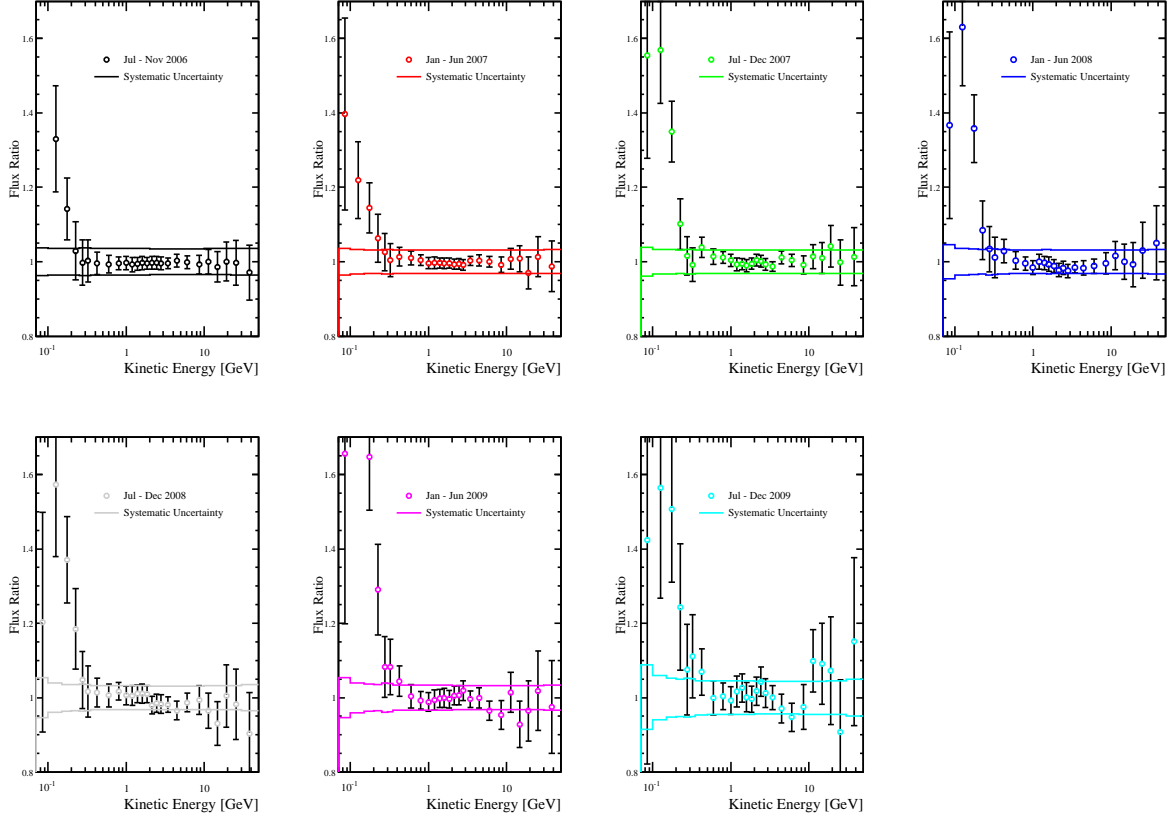 Flux Ratio
1.6
1.4
1.2
1
0.8
Jul - Nov 2006
Systematic Uncertainty
10-1 1 10
Kinetic Energy [GeV]
Flux Ratio
1.6
1.4
1.2
1
0.8
Jan - Jun 2007
Systematic Uncertainty
10-1 1 10
Kinetic Energy [GeV]
Flux Ratio
1.6
1.4
1.2
1
0.8
Jul - Dec 2007
Systematic Uncertainty
10-1 1 10
Kinetic Energy [GeV]
Flux Ratio
1.6
1.4
1.2
1
0.8
Jan - Jun 2008
Systematic Uncertainty
10-1 1 10
Kinetic Energy [GeV]
Flux Ratio
1.6
1.4
1.2
1
0.8
Jul - Dec 2008
Systematic Uncertainty
10-1 1 10
Kinetic Energy [GeV]
Flux Ratio
1.6
1.4
1.2
1
0.8
Jan - Jun 2009
Systematic Uncertainty
10-1 1 10
Kinetic Energy [GeV]
Flux Ratio
1.6
1.4
1.2
1
0.8
Jul - Dec 2009
Systematic Uncertainty
10-1 1 10
Kinetic Energy [GeV]